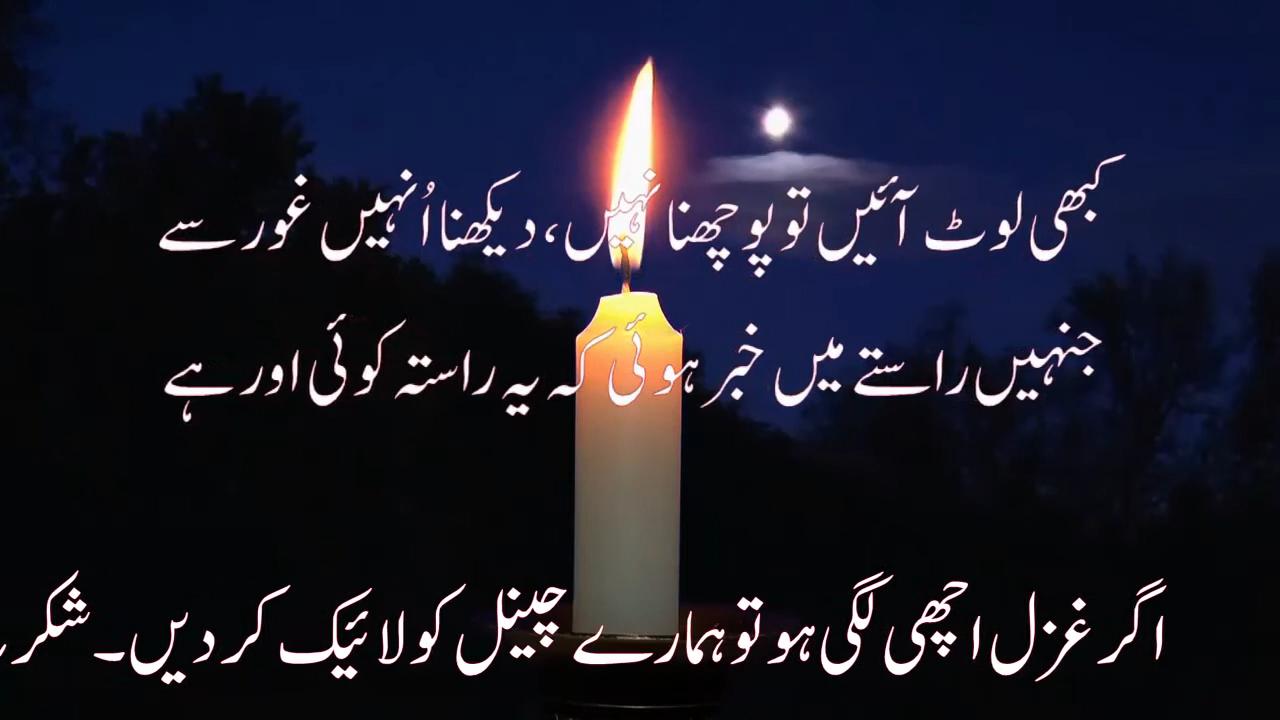 کبھی لوٹ آئیں تو پوچھنا نہیں، دیکھنا اُنہیں غور سے
جنہیں راستے میں خبر ہوئی کہ یہ راستہ کوئی اور ہے
اگر غزل اچھی لگی ہو تو ہمارے چینل کو لائیک کر دیں۔